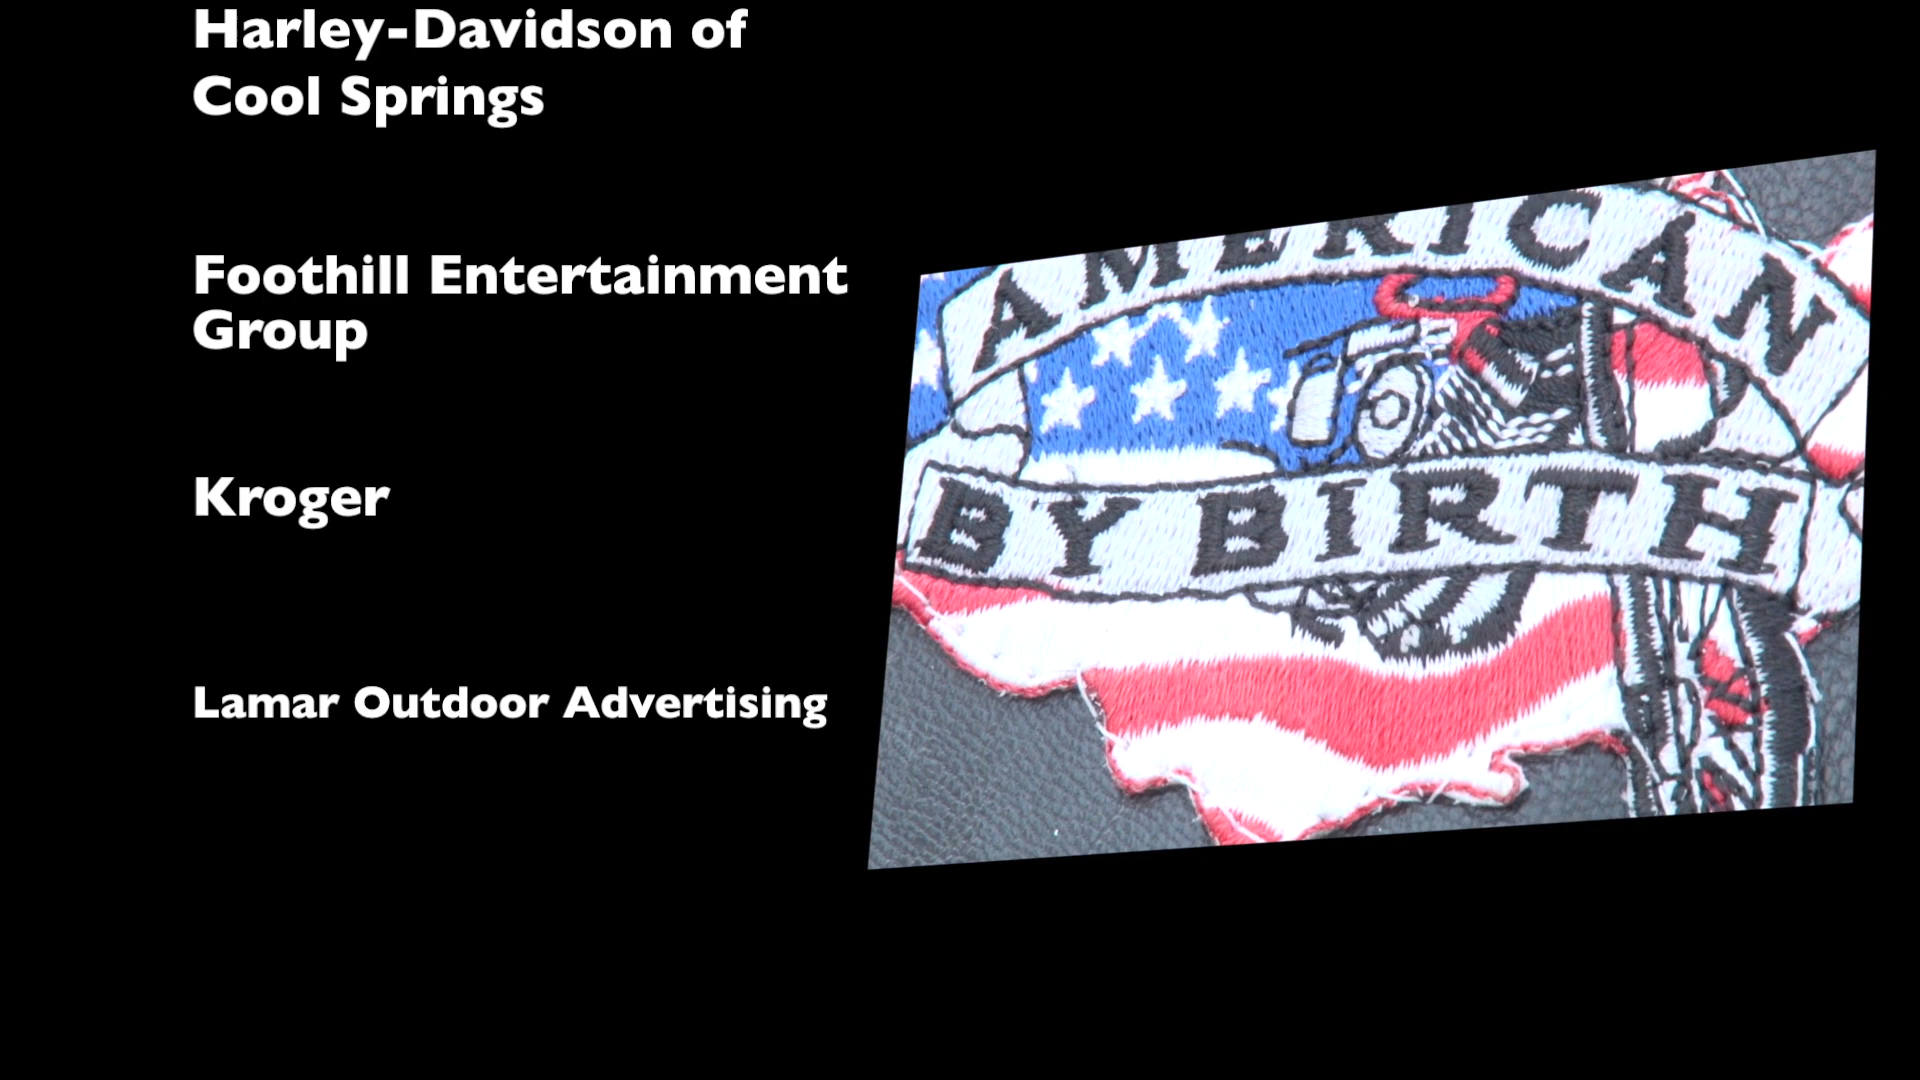 Harley-Davidson of
Cool Springs
Foothill Entertainment
Group
Kroger
Lamar Outdoor Advertising
AMERICAN
BY BIRTH